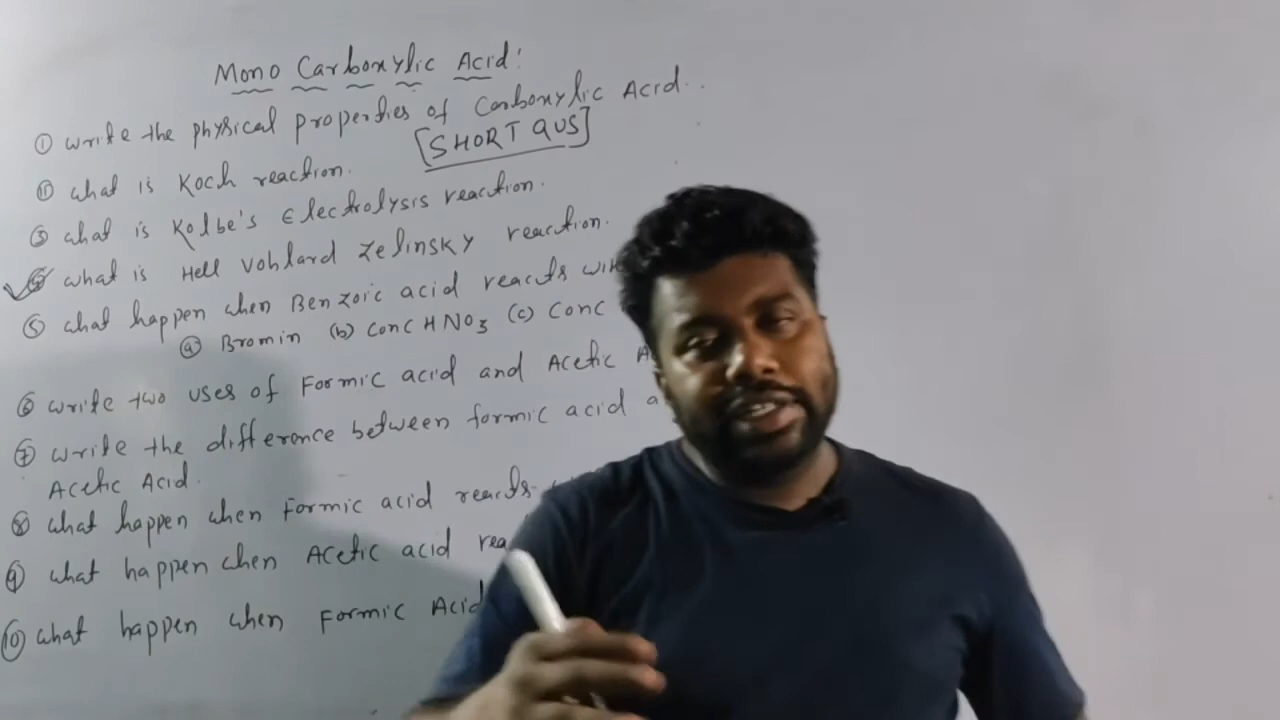 Mono Carboxylic Acid:
① Write the physical properties of Carboxylic Acid..
[SHORT QUS]
⑪ what is Koch reaction.
③ what is Kolbe's Electrolysis reaction.
④ what is Hell Vohlard Zelinsky reaction.
⑤ what happen when Benzoic acid reacts
ⓐ Bromin (b) conc HNO3 (c) Conc
⑥ write two uses of Formic acid and Acetic
⑦ write the difference between formic acid
Acetic Acid.
⑧ what happen when Formic acid reacts
⑨ what happen when Acetic acid
⑩ what happen when Formic Acid